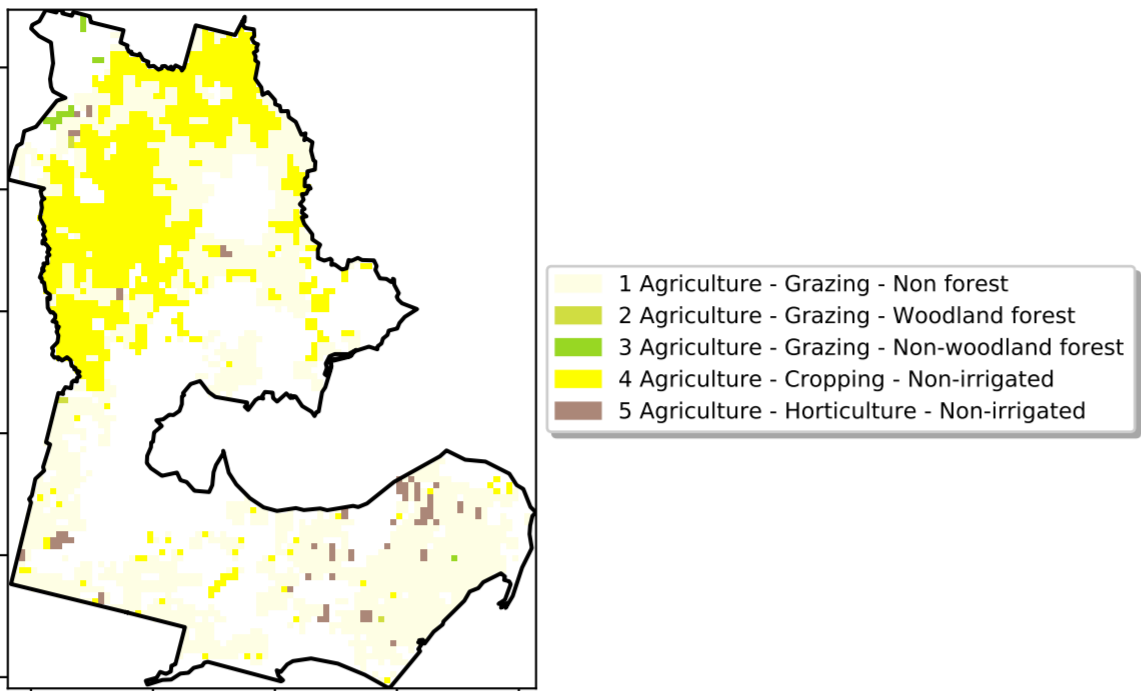 1 Agriculture - Grazing - Non forest
2 Agriculture - Grazing - Woodland forest
3 Agriculture - Grazing - Non-woodland forest
4 Agriculture - Cropping - Non-irrigated
5 Agriculture - Horticulture - Non-irrigated